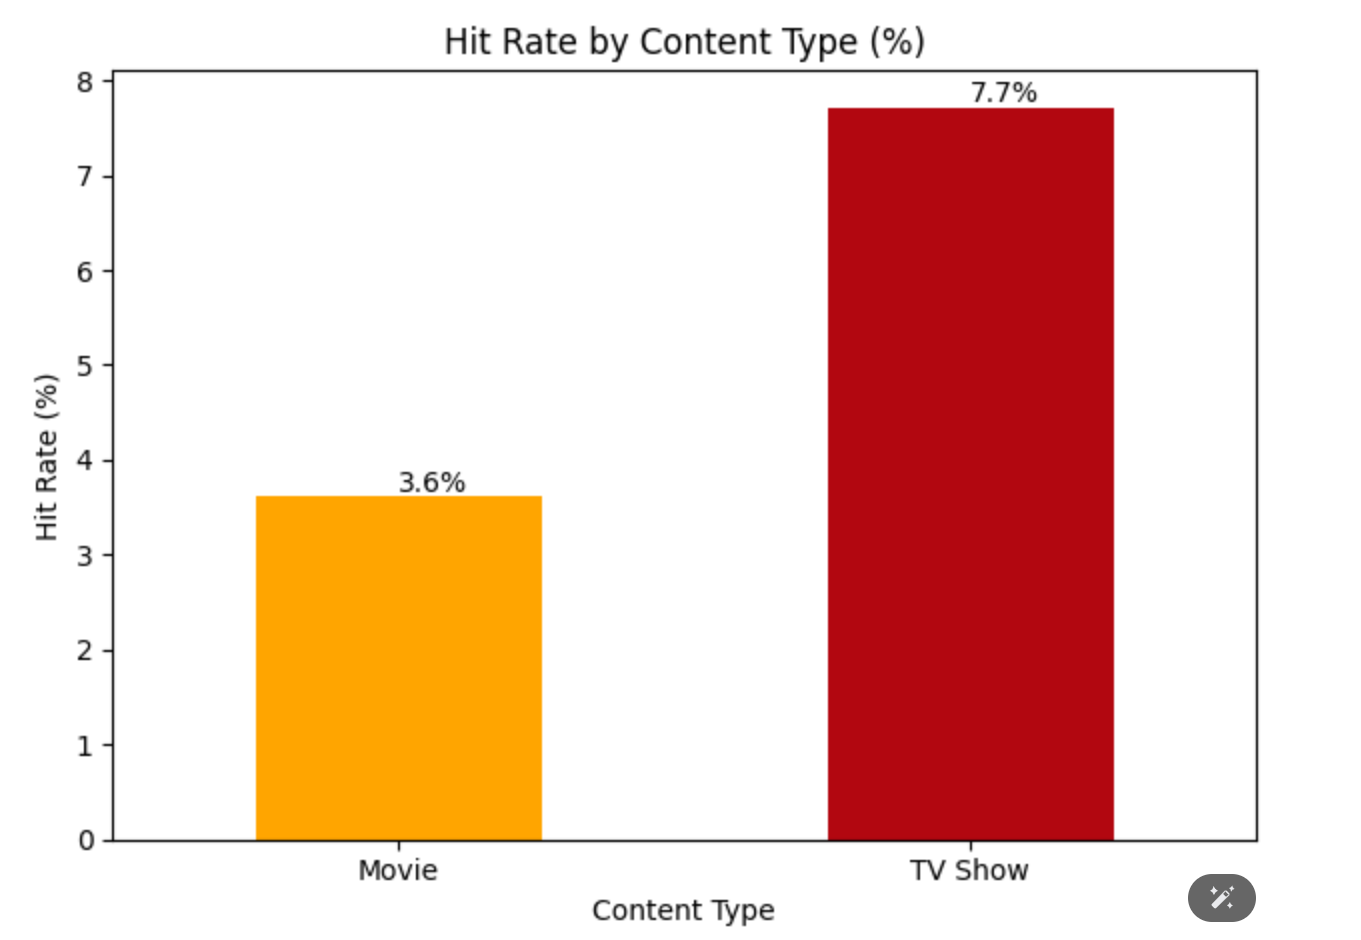 Hit Rate by Content Type (%)
8
7.7%
7
6
5
4
3.6%
3
2
1
0
Hit Rate (%)
Movie
TV Show
Content Type